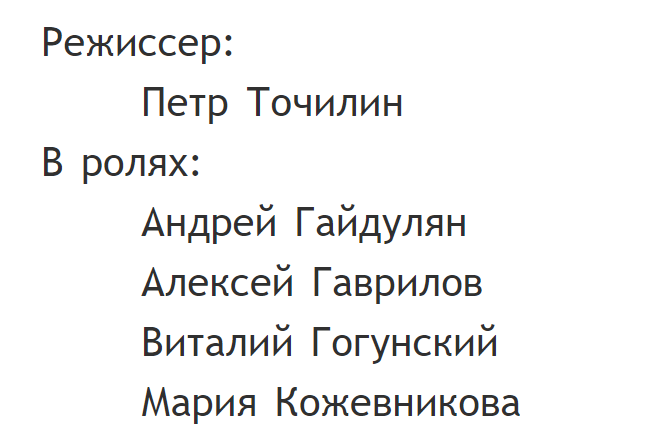 Режиссер:
Петр Точилин
В ролях:
Андрей Гайдулян
Алексей Гаврилов
Виталий Гогунский
Мария Кожевникова